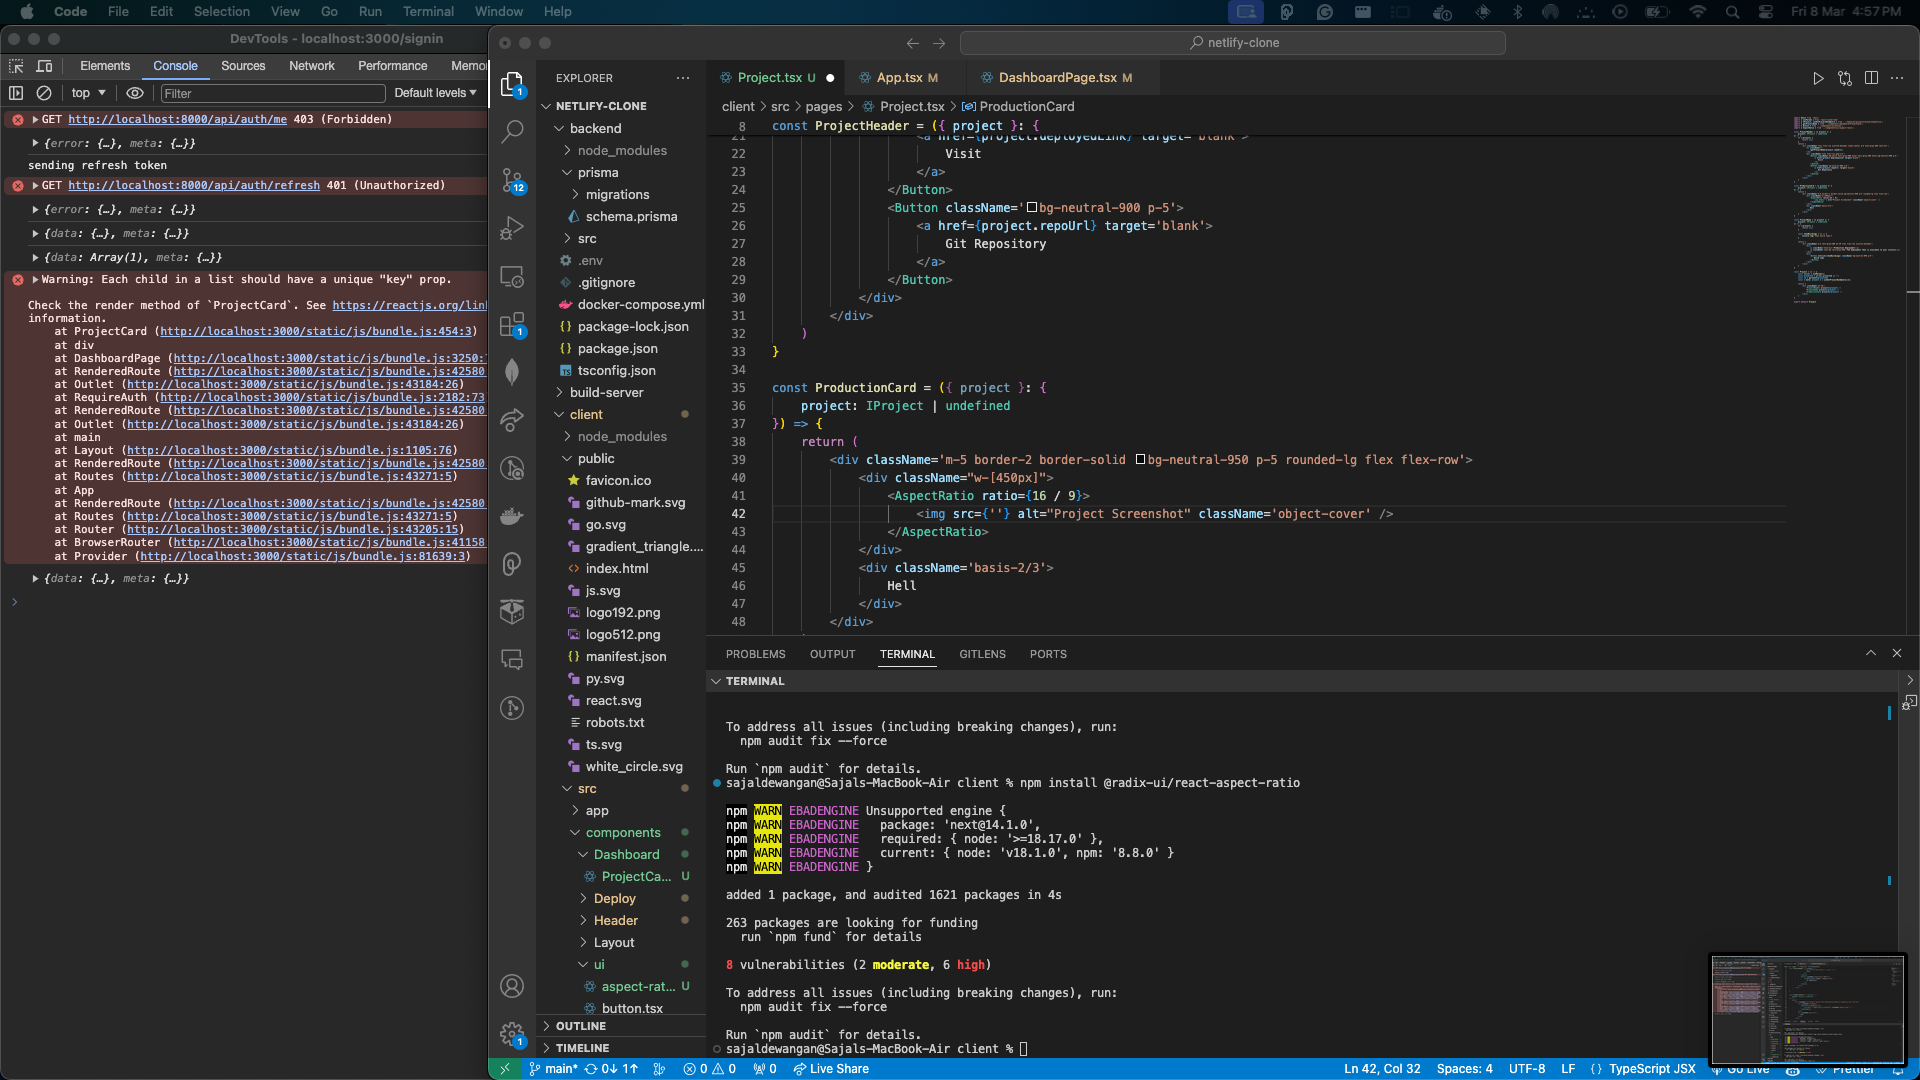 Code File Edit Selection View Go Run Terminal Window Help
Fri 8 Mar 4:57 PM
DevTools - localhost:3000/signin
Elements Console Sources Network Performance Memo
top Filter Default levels
GET http://localhost:8000/api/auth/me 403 (Forbidden)
{error: {…}, meta: {…}}
sending refresh token
GET http://localhost:8000/api/auth/refresh 401 (Unauthorized)
{error: {…}, meta: {…}}
{data: {…}, meta: {…}}
{data: Array(1), meta: {…}}
Warning: Each child in a list should have a unique "key" prop.
Check the render method of `ProjectCard`. See https://reactjs.org/lin
information.
at ProjectCard (http://localhost:3000/static/js/bundle.js:454:3)
at div
at DashboardPage (http://localhost:3000/static/js/bundle.js:3250:
at RenderedRoute (http://localhost:3000/static/js/bundle.js:42580
at Outlet (http://localhost:3000/static/js/bundle.js:43184:26)
at RequireAuth (http://localhost:3000/static/js/bundle.js:2182:73
at RenderedRoute (http://localhost:3000/static/js/bundle.js:42580
at Outlet (http://localhost:3000/static/js/bundle.js:43184:26)
at main
at Layout (http://localhost:3000/static/js/bundle.js:1105:76)
at RenderedRoute (http://localhost:3000/static/js/bundle.js:42580
at Routes (http://localhost:3000/static/js/bundle.js:43271:5)
at App
at RenderedRoute (http://localhost:3000/static/js/bundle.js:42580
at Routes (http://localhost:3000/static/js/bundle.js:43271:5)
at Router (http://localhost:3000/static/js/bundle.js:43205:15)
at BrowserRouter (http://localhost:3000/static/js/bundle.js:41158
at Provider (http://localhost:3000/static/js/bundle.js:81639:3)
{data: {…}, meta: {…}}
netlify-clone
1
12
1
1
EXPLORER
NETLIFY-CLONE
backend
node_modules
prisma
migrations
schema.prisma
src
.env
.gitignore
docker-compose.yml
package-lock.json
package.json
tsconfig.json
build-server
client
node_modules
public
favicon.ico
github-mark.svg
go.svg
gradient_triangle....
index.html
js.svg
logo192.png
logo512.png
manifest.json
py.svg
react.svg
robots.txt
ts.svg
white_circle.svg
src
app
components
Dashboard
ProjectCa... U
Deploy
Header
Layout
ui
aspect-rat... U
button.tsx
OUTLINE
TIMELINE
Project.tsx U App.tsx M DashboardPage.tsx M
client > src > pages > Project.tsx > ProductionCard
8 const ProjectHeader = ({ project }: {
21 <a href={project.deployedLink} target='blank'>
22 Visit
23 </a>
24 </Button>
25 <Button className='bg-neutral-900 p-5'>
26 <a href={project.repoUrl} target='blank'>
27 Git Repository
28 </a>
29 </Button>
30 </div>
31 </div>
32 )
33 }
34
35 const ProductionCard = ({ project }: {
36 project: IProject | undefined
37 }) => {
38 return (
39 <div className='m-5 border-2 border-solid bg-neutral-950 p-5 rounded-lg flex flex-row'>
40 <div className="w-[450px]">
41 <AspectRatio ratio={16 / 9}>
42 <img src={''} alt="Project Screenshot" className='object-cover' />
43 </AspectRatio>
44 </div>
45 <div className='basis-2/3'>
46 Hell
47 </div>
48 </div>
PROBLEMS OUTPUT TERMINAL GITLENS PORTS
TERMINAL
To address all issues (including breaking changes), run:
npm audit fix --force
Run `npm audit` for details.
sajaldewangan@Sajals-MacBook-Air client % npm install @radix-ui/react-aspect-ratio
npm WARN EBADENGINE Unsupported engine {
npm WARN EBADENGINE package: 'next@14.1.0',
npm WARN EBADENGINE required: { node: '>=18.17.0' },
npm WARN EBADENGINE current: { node: 'v18.1.0', npm: '8.8.0' }
npm WARN EBADENGINE }
added 1 package, and audited 1621 packages in 4s
263 packages are looking for funding
run `npm fund` for details
8 vulnerabilities (2 moderate, 6 high)
To address all issues (including breaking changes), run:
npm audit fix --force
Run `npm audit` for details.
sajaldewangan@Sajals-MacBook-Air client %
main* 0↓ 1↑ 0 0 0 Live Share Ln 42, Col 32 Spaces: 4 UTF-8 LF {} TypeScript JSX Go Live Prettier